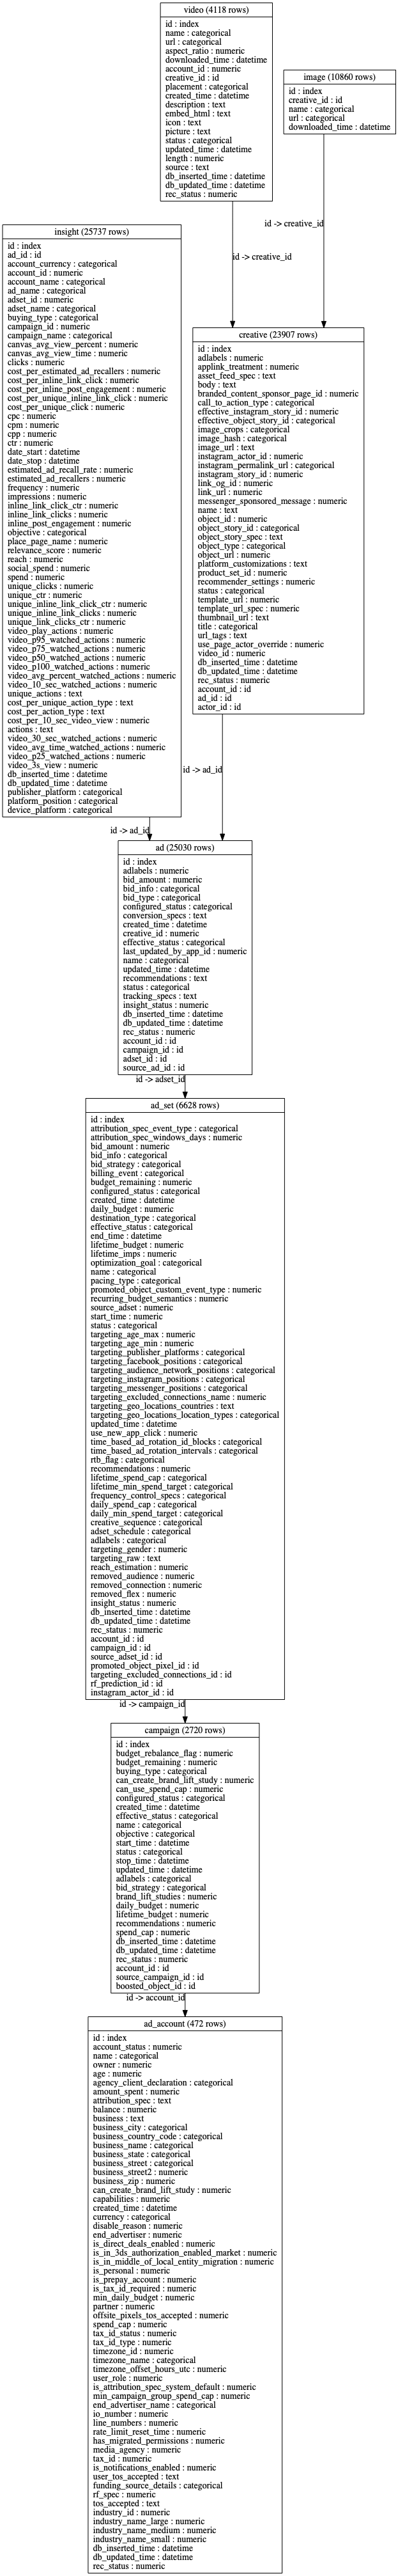 video (4118 rows)
id : index
name : categorical
url : categorical
aspect_ratio : numeric
downloaded_time : datetime
account_id : numeric
creative_id : id
placement : categorical
created_time : datetime
description : text
embed_html : text
icon : text
picture : text
status : categorical
updated_time : datetime
length : numeric
source : text
db_inserted_time : datetime
db_updated_time : datetime
rec_status : numeric
image (10860 rows)
id : index
creative_id : id
name : categorical
url : categorical
downloaded_time : datetime
id -> creative_id
id -> creative_id
insight (25737 rows)
id : index
ad_id : id
account_currency : categorical
account_id : numeric
account_name : categorical
ad_name : categorical
adset_id : numeric
adset_name : categorical
buying_type : categorical
campaign_id : numeric
campaign_name : categorical
canvas_avg_view_percent : numeric
canvas_avg_view_time : numeric
clicks : numeric
cost_per_estimated_ad_recallers : numeric
cost_per_inline_link_click : numeric
cost_per_inline_post_engagement : numeric
cost_per_unique_inline_link_click : numeric
cost_per_unique_click : numeric
cpc : numeric
cpm : numeric
cpp : numeric
ctr : numeric
date_start : datetime
date_stop : datetime
estimated_ad_recall_rate : numeric
estimated_ad_recallers : numeric
frequency : numeric
impressions : numeric
inline_link_click_ctr : numeric
inline_link_clicks : numeric
inline_post_engagement : numeric
objective : categorical
place_page_name : numeric
relevance_score : numeric
reach : numeric
social_spend : numeric
spend : numeric
unique_clicks : numeric
unique_ctr : numeric
unique_inline_link_click_ctr : numeric
unique_inline_link_clicks : numeric
unique_link_clicks_ctr : numeric
video_play_actions : numeric
video_p95_watched_actions : numeric
video_p75_watched_actions : numeric
video_p50_watched_actions : numeric
video_p100_watched_actions : numeric
video_avg_percent_watched_actions : numeric
video_10_sec_watched_actions : numeric
unique_actions : text
cost_per_unique_action_type : text
cost_per_action_type : text
cost_per_10_sec_video_view : numeric
actions : text
video_30_sec_watched_actions : numeric
video_avg_time_watched_actions : numeric
video_p25_watched_actions : numeric
video_3s_view : numeric
db_inserted_time : datetime
db_updated_time : datetime
publisher_platform : categorical
platform_position : categorical
device_platform : categorical
creative (23907 rows)
id : index
adlabels : numeric
applink_treatment : numeric
asset_feed_spec : text
body : text
branded_content_sponsor_page_id : numeric
call_to_action_type : categorical
effective_instagram_story_id : numeric
effective_object_story_id : categorical
image_crops : categorical
image_hash : categorical
image_url : text
instagram_actor_id : numeric
instagram_permalink_url : categorical
instagram_story_id : numeric
link_og_id : numeric
link_url : numeric
messenger_sponsored_message : numeric
name : text
object_id : numeric
object_story_id : categorical
object_story_spec : text
object_type : categorical
object_url : numeric
platform_customizations : text
product_set_id : numeric
recommender_settings : numeric
status : categorical
template_url : numeric
template_url_spec : numeric
thumbnail_url : text
title : categorical
url_tags : text
use_page_actor_override : numeric
video_id : numeric
db_inserted_time : datetime
db_updated_time : datetime
rec_status : numeric
account_id : id
ad_id : id
actor_id : id
id -> ad_id
id -> ad_id
ad (25030 rows)
id : index
adlabels : numeric
bid_amount : numeric
bid_info : categorical
bid_type : categorical
configured_status : categorical
conversion_specs : text
created_time : datetime
creative_id : numeric
effective_status : categorical
last_updated_by_app_id : numeric
name : categorical
updated_time : datetime
recommendations : text
status : categorical
tracking_specs : text
insight_status : numeric
db_inserted_time : datetime
db_updated_time : datetime
rec_status : numeric
account_id : id
campaign_id : id
adset_id : id
source_ad_id : id
id -> adset_id
ad_set (6628 rows)
id : index
attribution_spec_event_type : categorical
attribution_spec_windows_days : numeric
bid_amount : numeric
bid_info : categorical
bid_strategy : categorical
billing_event : categorical
budget_remaining : numeric
configured_status : categorical
created_time : datetime
daily_budget : numeric
destination_type : categorical
effective_status : categorical
end_time : datetime
lifetime_budget : numeric
lifetime_imps : numeric
optimization_goal : categorical
name : categorical
pacing_type : categorical
promoted_object_custom_event_type : numeric
recurring_budget_semantics : numeric
source_adset : numeric
start_time : numeric
status : categorical
targeting_age_max : numeric
targeting_age_min : numeric
targeting_publisher_platforms : categorical
targeting_facebook_positions : categorical
targeting_audience_network_positions : categorical
targeting_instagram_positions : categorical
targeting_messenger_positions : categorical
targeting_excluded_connections_name : numeric
targeting_geo_locations_countries : text
targeting_geo_locations_location_types : categorical
updated_time : datetime
use_new_app_click : numeric
time_based_ad_rotation_id_blocks : categorical
time_based_ad_rotation_intervals : categorical
rtb_flag : categorical
recommendations : numeric
lifetime_spend_cap : categorical
lifetime_min_spend_target : categorical
frequency_control_specs : categorical
daily_spend_cap : categorical
daily_min_spend_target : categorical
creative_sequence : categorical
adset_schedule : categorical
adlabels : categorical
targeting_gender : numeric
targeting_raw : text
reach_estimation : numeric
removed_audience : numeric
removed_connection : numeric
removed_flex : numeric
insight_status : numeric
db_inserted_time : datetime
db_updated_time : datetime
rec_status : numeric
account_id : id
campaign_id : id
source_adset_id : id
promoted_object_pixel_id : id
targeting_excluded_connections_id : id
rf_prediction_id : id
instagram_actor_id : id
id -> campaign_id
campaign (2720 rows)
id : index
budget_rebalance_flag : numeric
budget_remaining : numeric
buying_type : categorical
can_create_brand_lift_study : numeric
can_use_spend_cap : numeric
configured_status : categorical
created_time : datetime
effective_status : categorical
name : categorical
objective : categorical
start_time : datetime
status : categorical
stop_time : datetime
updated_time : datetime
adlabels : categorical
bid_strategy : categorical
brand_lift_studies : numeric
daily_budget : numeric
lifetime_budget : numeric
recommendations : numeric
spend_cap : numeric
db_inserted_time : datetime
db_updated_time : datetime
rec_status : numeric
account_id : id
source_campaign_id : id
boosted_object_id : id
id -> account_id
ad_account (472 rows)
id : index
account_status : numeric
name : categorical
owner : numeric
age : numeric
agency_client_declaration : categorical
amount_spent : numeric
attribution_spec : text
balance : numeric
business : text
business_city : categorical
business_country_code : categorical
business_name : categorical
business_state : categorical
business_street : categorical
business_street2 : numeric
business_zip : numeric
can_create_brand_lift_study : numeric
capabilities : numeric
created_time : datetime
currency : categorical
disable_reason : numeric
end_advertiser : numeric
is_direct_deals_enabled : numeric
is_in_3ds_authorization_enabled_market : numeric
is_in_middle_of_local_entity_migration : numeric
is_personal : numeric
is_prepay_account : numeric
is_tax_id_required : numeric
min_daily_budget : numeric
partner : numeric
offsite_pixels_tos_accepted : numeric
spend_cap : numeric
tax_id_status : numeric
tax_id_type : numeric
timezone_id : numeric
timezone_name : categorical
timezone_offset_hours_utc : numeric
user_role : numeric
is_attribution_spec_system_default : numeric
min_campaign_group_spend_cap : numeric
end_advertiser_name : categorical
io_number : numeric
line_numbers : numeric
rate_limit_reset_time : numeric
has_migrated_permissions : numeric
media_agency : numeric
tax_id : numeric
is_notifications_enabled : numeric
user_tos_accepted : text
funding_source_details : categorical
rf_spec : numeric
tos_accepted : text
industry_id : numeric
industry_name_large : numeric
industry_name_medium : numeric
industry_name_small : numeric
db_inserted_time : datetime
db_updated_time : datetime
rec_status : numeric